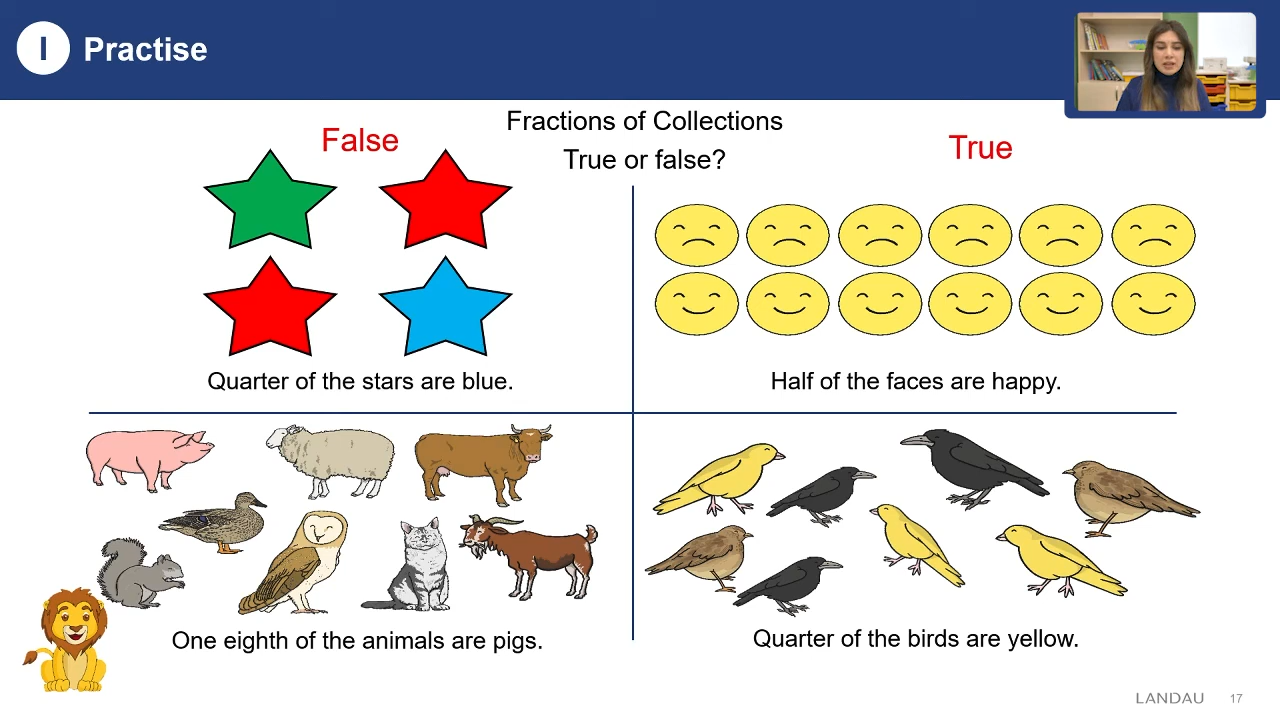 I Practise
Fractions of Collections
True or false?
False
True
Quarter of the stars are blue.
Half of the faces are happy.
One eighth of the animals are pigs.
Quarter of the birds are yellow.
LANDAU 17